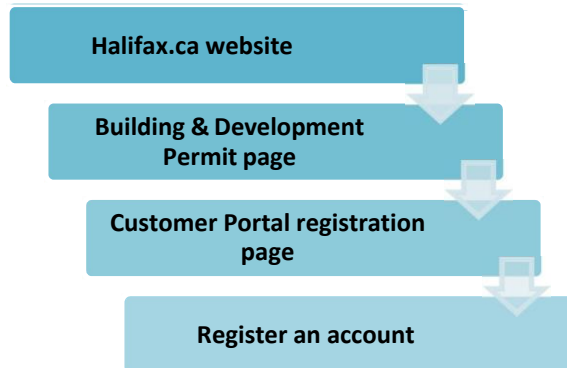 Halifax.ca website
Building & Development
Permit page
Customer Portal registration
page
Register an account